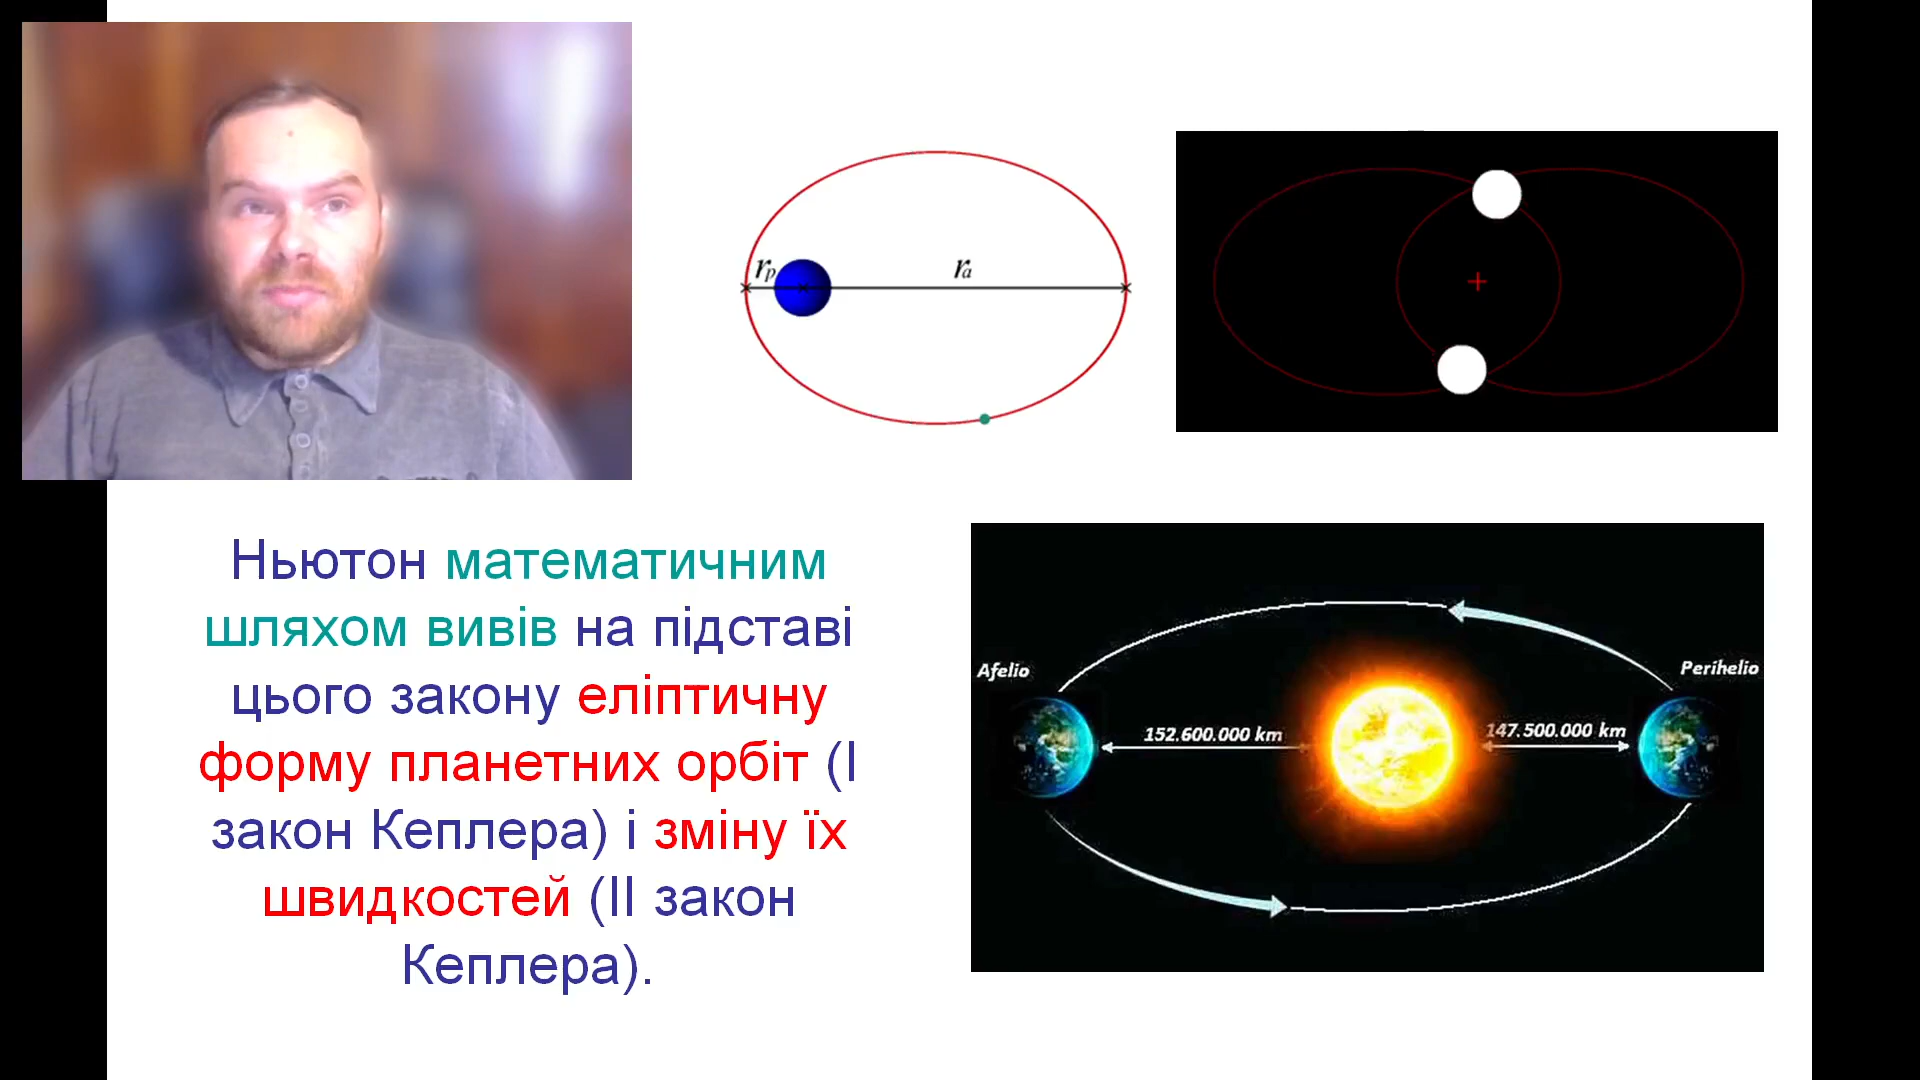 rp
ra
Ньютон математичним
шляхом вивів на підставі
цього закону еліптичну
форму планетних орбіт (І
закон Кеплера) і зміну їх
швидкостей (ІІ закон
Кеплера).
Afelio
Perihelio
152.600.000 km
147.500.000 km